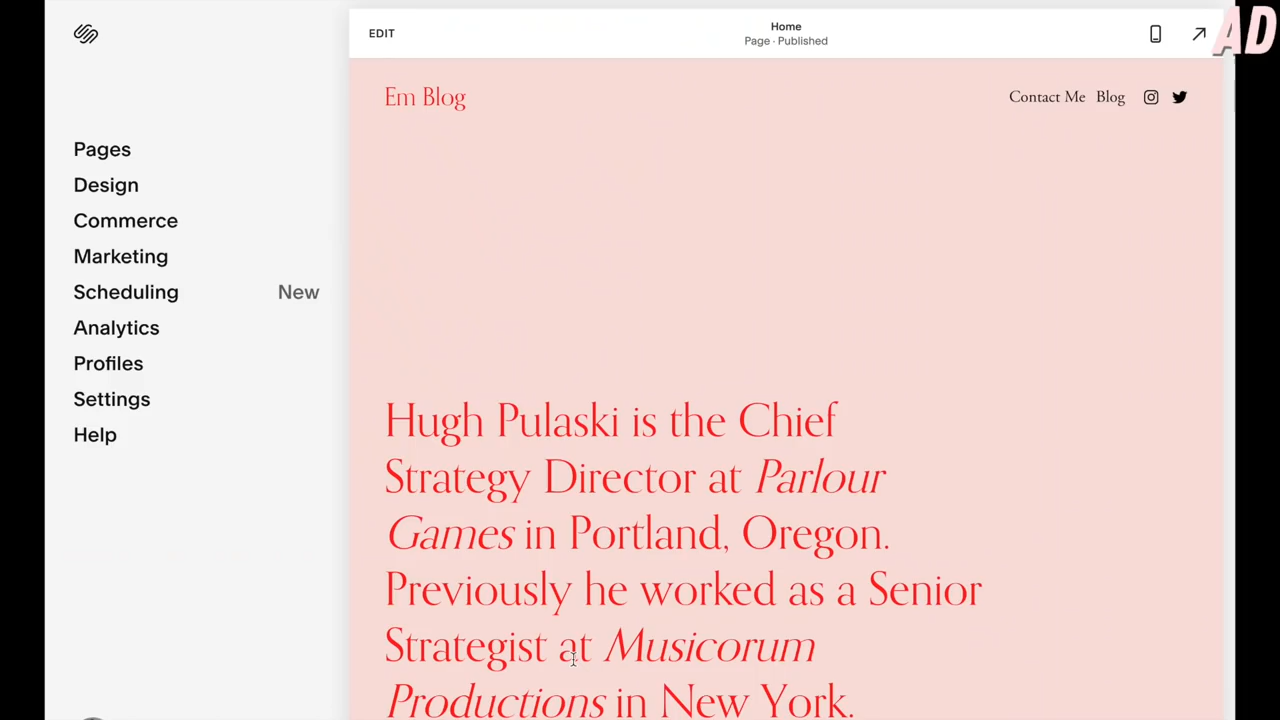 EDIT
Home
Page · Published
AD
Em Blog
Contact Me Blog
Pages
Design
Commerce
Marketing
Scheduling New
Analytics
Profiles
Settings
Help
Hugh Pulaski is the Chief
Strategy Director at Parlour
Games in Portland, Oregon.
Previously he worked as a Senior
Strategist at Musicorum
Productions in New York.